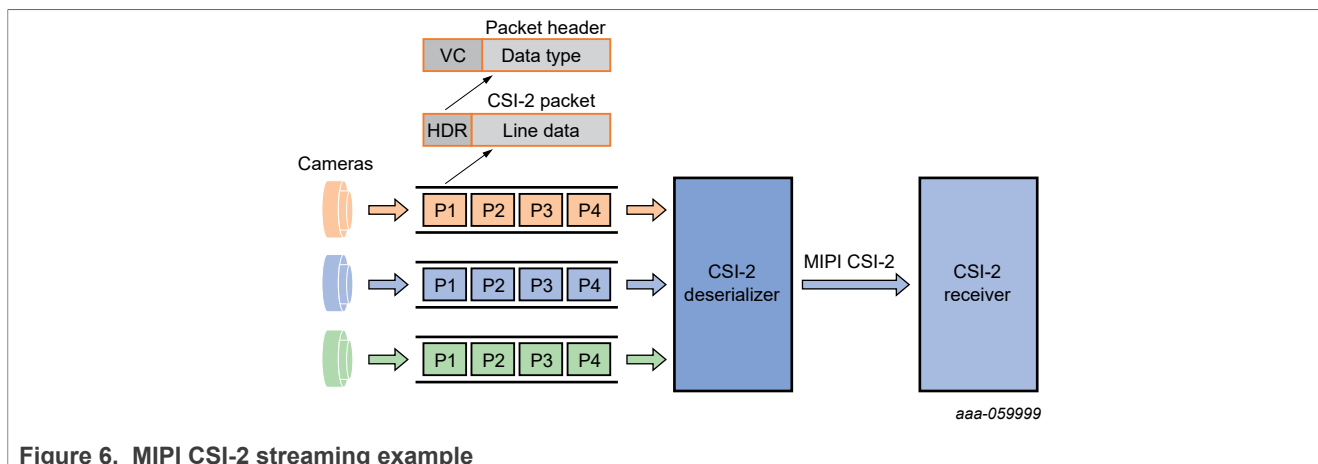 Packet header
VC Data type
CSI-2 packet
HDR Line data
Cameras
P1 P2 P3 P4
P1 P2 P3 P4
P1 P2 P3 P4
CSI-2
deserializer
MIPI CSI-2
CSI-2
receiver
aaa-059999
Figure 6. MIPI CSI-2 streaming example